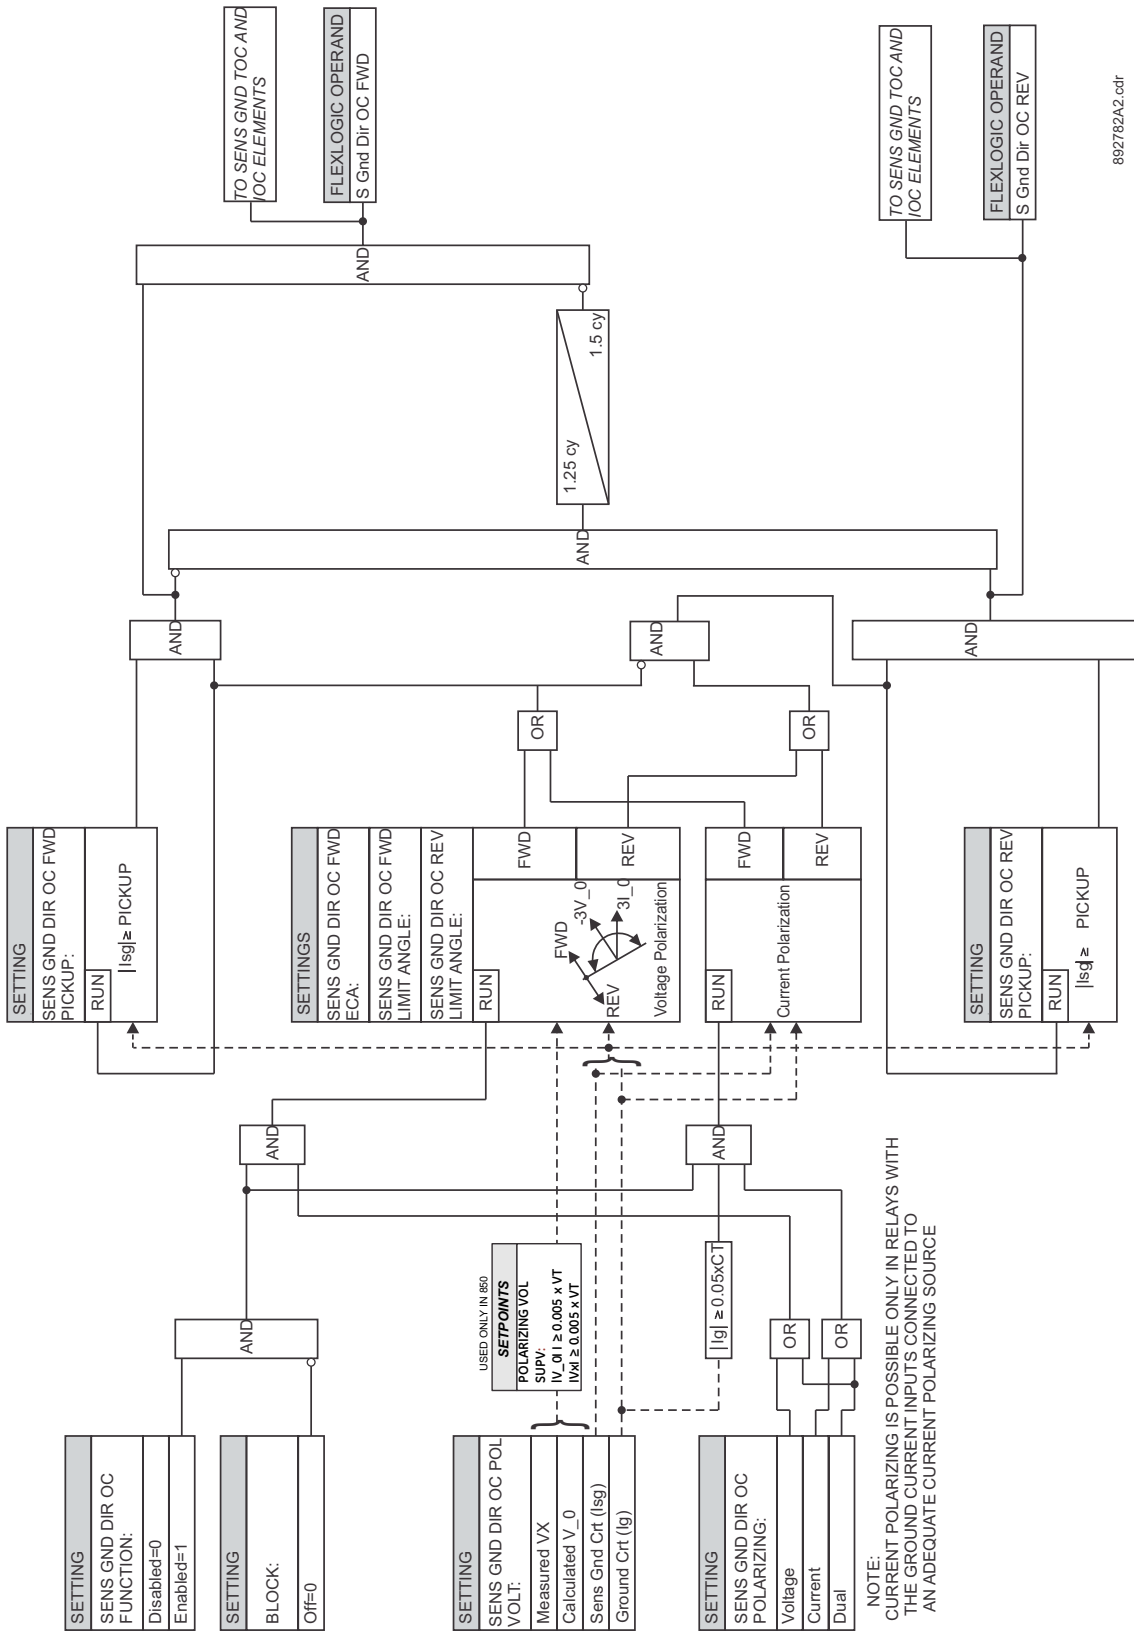 SETTING
SENS GND DIR OC
FUNCTION:
Disabled=0
Enabled=1
SETTING
BLOCK:
Off=0
SETTING
SENS GND DIR OC POL
VOLT:
Measured VX
Calculated V_0
Sens Gnd Crt (Isg)
Ground Crt (Ig)
SETTING
SENS GND DIR OC
POLARIZING:
Voltage
Current
Dual
NOTE:
CURRENT POLARIZING IS POSSIBLE ONLY IN RELAYS WITH
THE GROUND CURRENT INPUTS CONNECTED TO
AN ADEQUATE CURRENT POLARIZING SOURCE
AND
USED ONLY IN 850
SETPOINTS
POLARIZING VOL
SUPV:
IV_0I I ≥ 0.005 x VT
IVxI ≥ 0.005 x VT
|Ig| ≥ 0.05xCT
OR
OR
AND
AND
SETTING
SENS GND DIR OC FWD
PICKUP:
RUN
|Isg| ≥ PICKUP
SETTINGS
SENS GND DIR OC FWD
ECA:
SENS GND DIR OC FWD
LIMIT ANGLE:
SENS GND DIR OC REV
LIMIT ANGLE:
RUN
FWD
REV
FWD
-3V_0
3I_0
REV
Voltage Polarization
RUN
FWD
REV
Current Polarization
SETTING
SENS GND DIR OC REV
PICKUP:
RUN
|Isg| ≥ PICKUP
OR
OR
AND
AND
AND
AND
1.25 cy
1.5 cy
AND
TO SENS GND TOC AND
IOC ELEMENTS
FLEXLOGIC OPERAND
S Gnd Dir OC FWD
TO SENS GND TOC AND
IOC ELEMENTS
FLEXLOGIC OPERAND
S Gnd Dir OC REV
892782A2.cdr